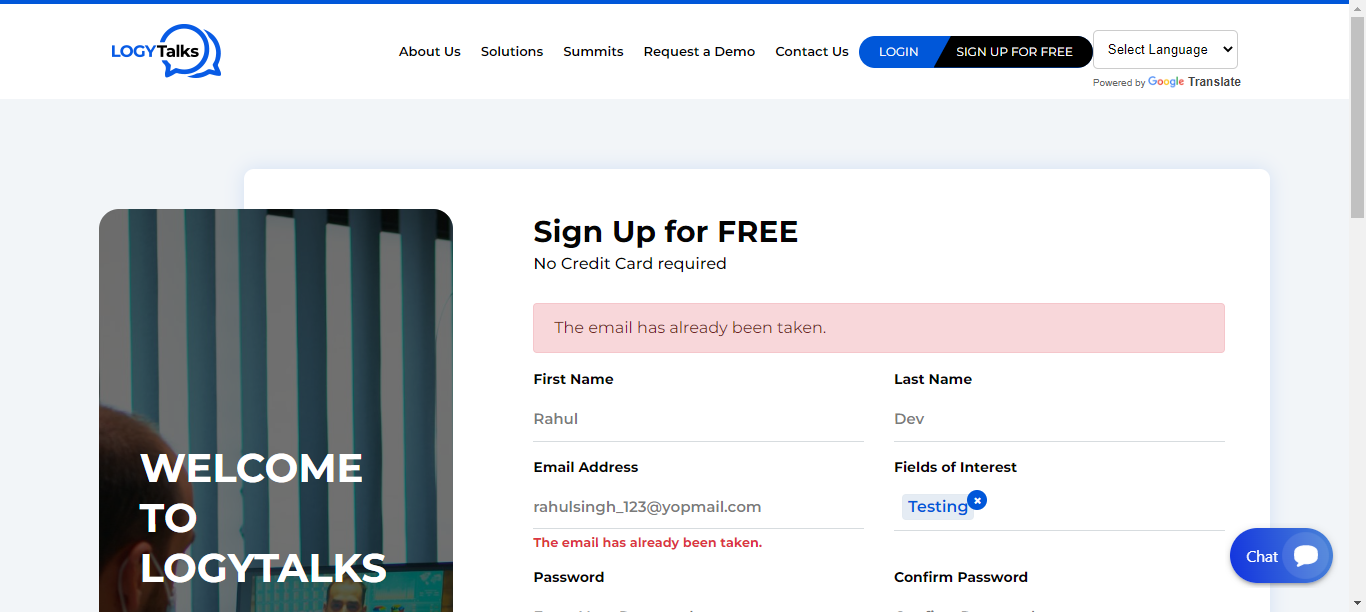 LOGYTalks
About Us
Solutions
Summits
Request a Demo
Contact Us
LOGIN
SIGN UP FOR FREE
Select Language
Powered by Google Translate
Sign Up for FREE
No Credit Card required
The email has already been taken.
First Name
Last Name
Rahul
Dev
Email Address
Fields of Interest
rahulsingh_123@yopmail.com
Testing
The email has already been taken.
Password
Confirm Password
WELCOME
TO
LOGYTALKS
Chat